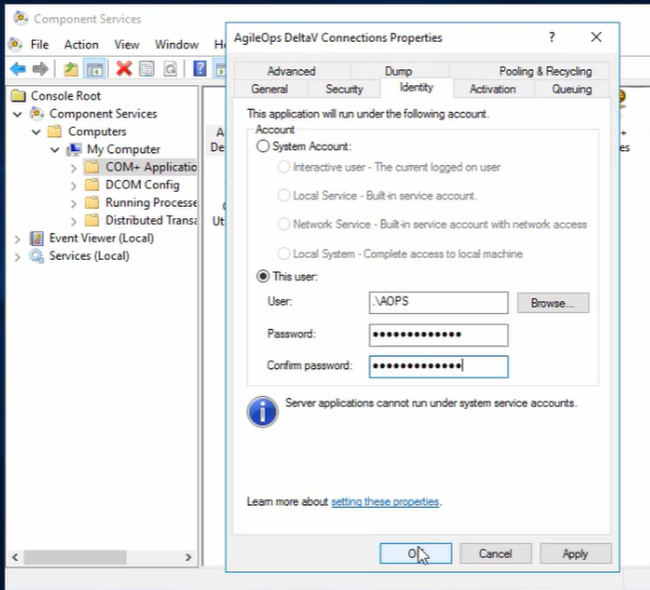 Component Services
File Action View Window
Console Root
Component Services
Computers
My Computer
COM+ Applicatio
DCOM Config
Running Processe
Distributed Transa
Event Viewer (Local)
Services (Local)
AgileOps DeltaV Connections Properties
Advanced Dump Pooling & Recycling
General Security Identity Activation Queuing
This application will run under the following account.
Account
System Account:
Interactive user - The current logged on user
Local Service - Built-in service account.
Network Service - Built-in service account with network access
Local System - Complete access to local machine
This user:
User: .\AOPS Browse...
Password: •••••••••••••
Confirm password: •••••••••••••
Server applications cannot run under system service accounts.
Learn more about setting these properties.
Cancel Apply